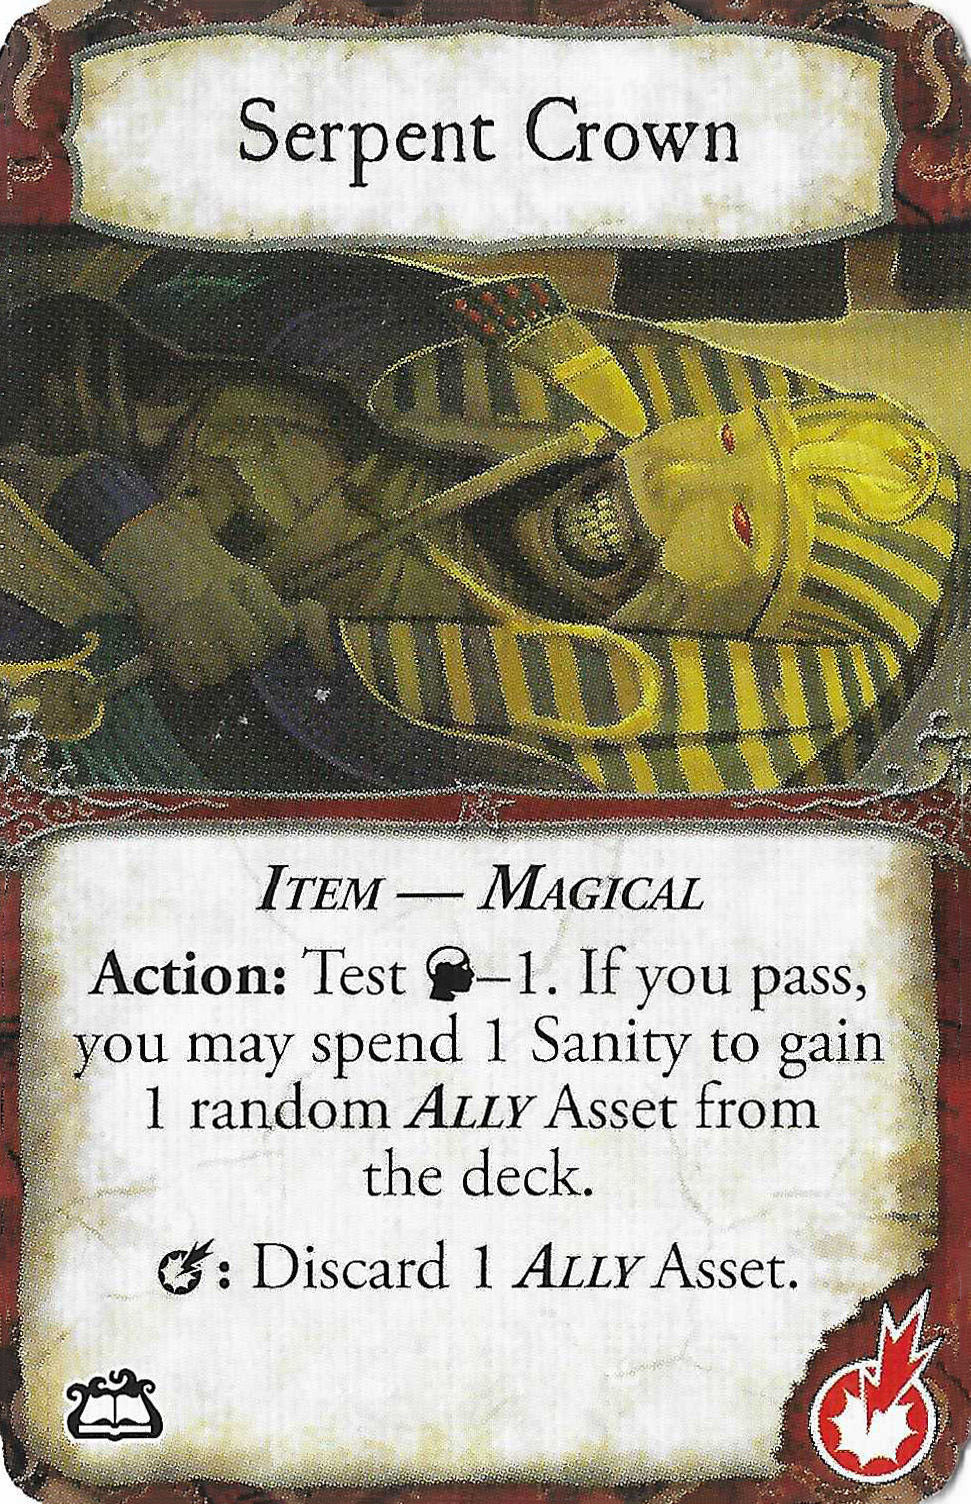 Serpent Crown
ITEM — MAGICAL
Action: Test –1. If you pass,
you may spend 1 Sanity to gain
1 random ALLY Asset from
the deck.
: Discard 1 ALLY Asset.